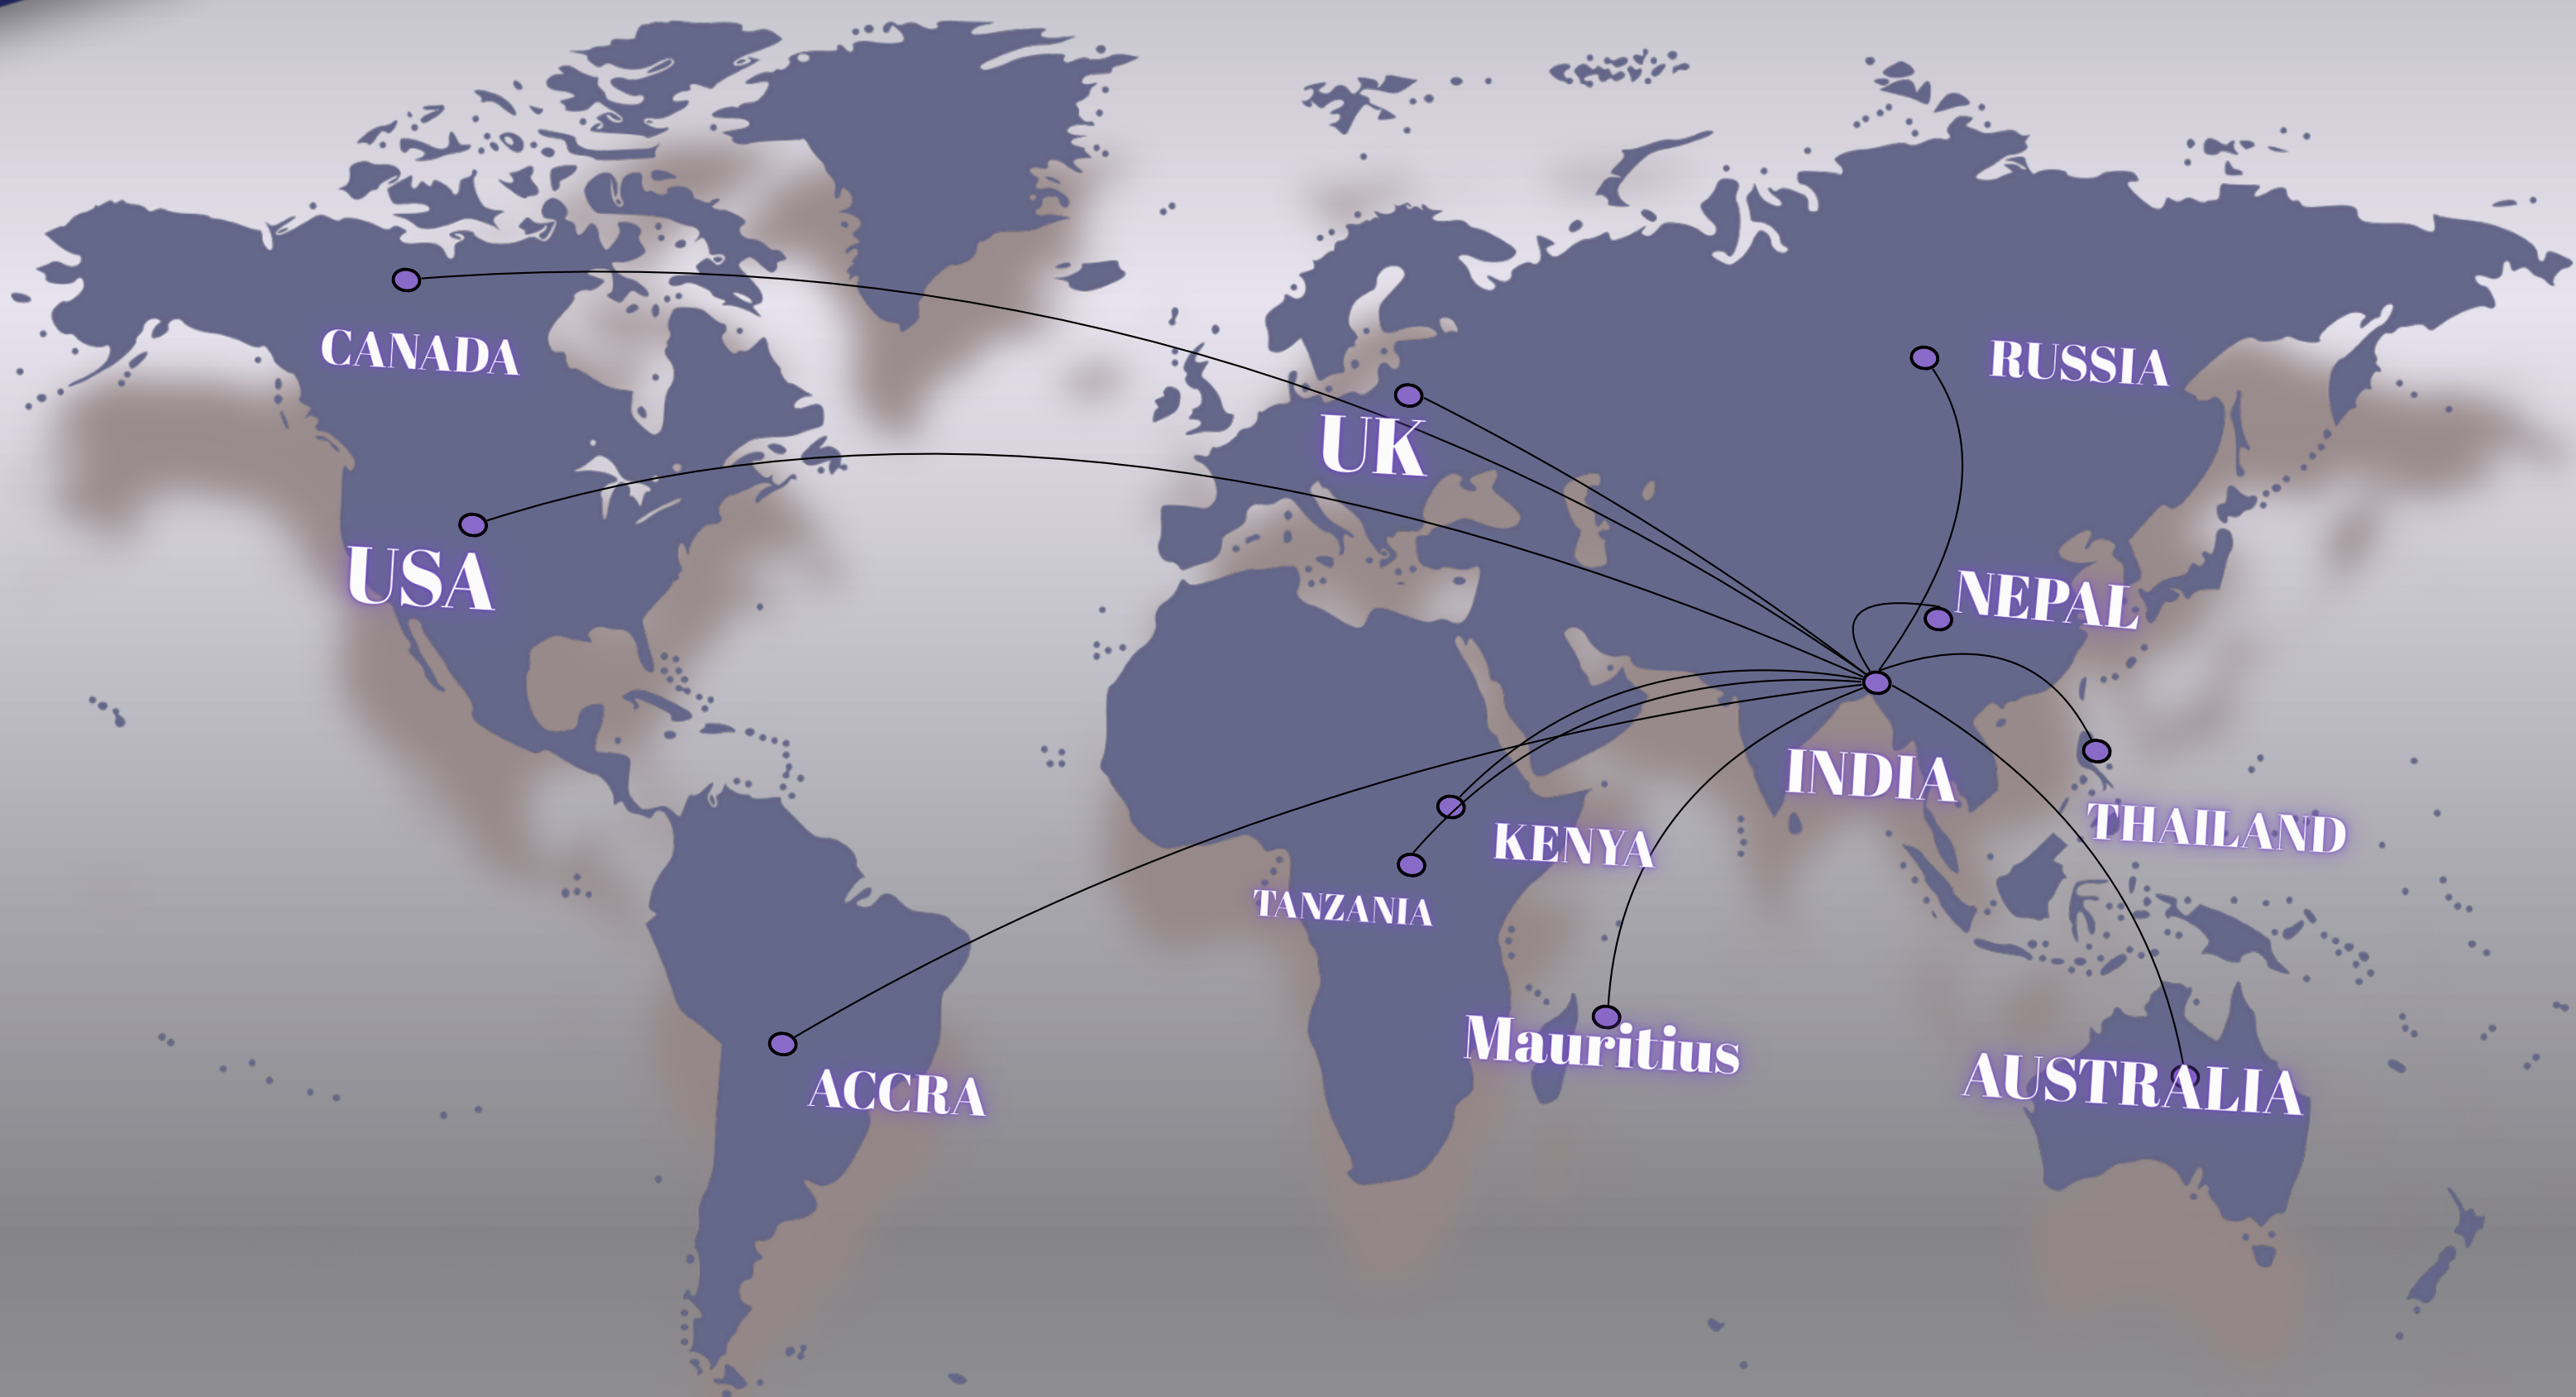 CANADA
RUSSIA
UK
USA
NEPAL
INDIA
THAILAND
KENYA
TANZANIA
Mauritius
AUSTRALIA
ACCRA